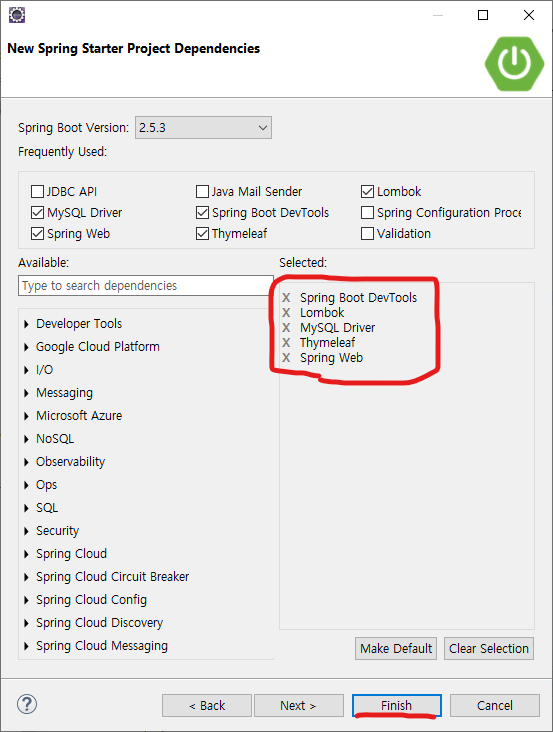 New Spring Starter Project Dependencies
Spring Boot Version: 2.5.3
Frequently Used:
JDBC API Java Mail Sender Lombok
MySQL Driver Spring Boot DevTools Spring Configuration Proce
Spring Web Thymeleaf Validation
Available: Selected:
Type to search dependencies
X Spring Boot DevTools
X Lombok
X MySQL Driver
X Thymeleaf
X Spring Web
Developer Tools
Google Cloud Platform
I/O
Messaging
Microsoft Azure
NoSQL
Observability
Ops
SQL
Security
Spring Cloud
Spring Cloud Circuit Breaker
Spring Cloud Config
Spring Cloud Discovery
Spring Cloud Messaging
Make Default Clear Selection
? < Back Next > Finish Cancel